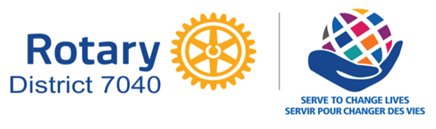 Rotary
District 7040
SERVE TO CHANGE LIVES
SERVIR POUR CHANGER DES VIES